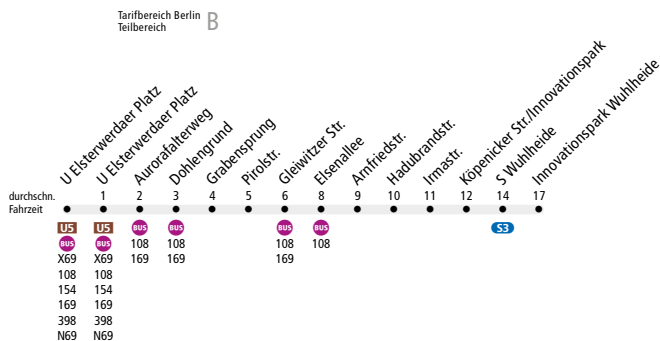 Tarifbereich Berlin
Teilbereich
B
U Elsterwerdaer Platz
U Elsterwerdaer Platz
Aurorafalterweg
Dohlengrund
Grabensprung
Pirolstr.
Gleiwitzer Str.
Elsenallee
Arnfriedstr.
Hadubrandstr.
Irmastr.
Köpenicker Str./Innovationspark
S Wuhlheide
Innovationspark Wuhlheide
durchschn. 1 2 3 4 5 6 8 9 10 11 12 14 17
Fahrzeit
U5 U5 BUS BUS BUS BUS S3
BUS BUS 108 108 108 108
X69 X69 169 169 169
108 108
154 154
169 169
398 398
N69 N69